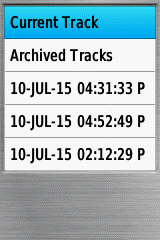 Current Track
Archived Tracks
10-JUL-15 04:31:33 P
10-JUL-15 04:52:49 P
10-JUL-15 02:12:29 P